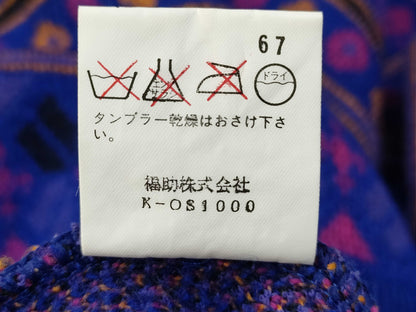 67
ドライ
タンブラー乾燥はおさけ下さ
い。
福助株式会社
K-OS1000